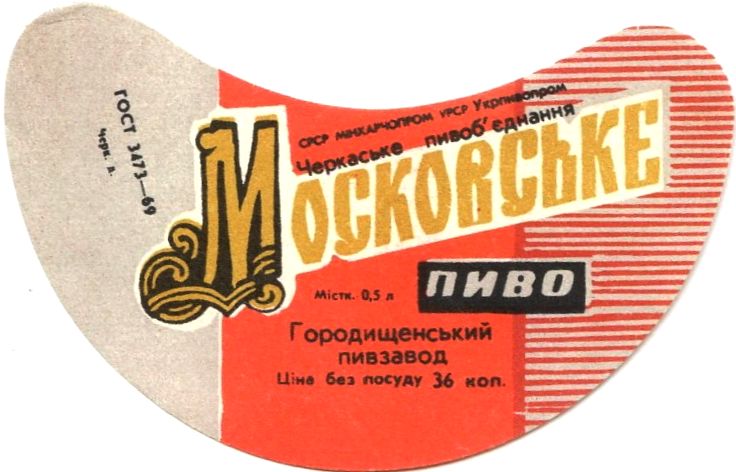 ГОСТ 3473—69
Черк. п.
СРСР МІНХАРЧОПРОМ УРСР Укрпивопром
Черкаське пивоб'єднання
МОСКОВСЬКЕ
ПИВО
Містк. 0,5 л
Городищенський
пивзавод
Ціна без посуду 36 коп.